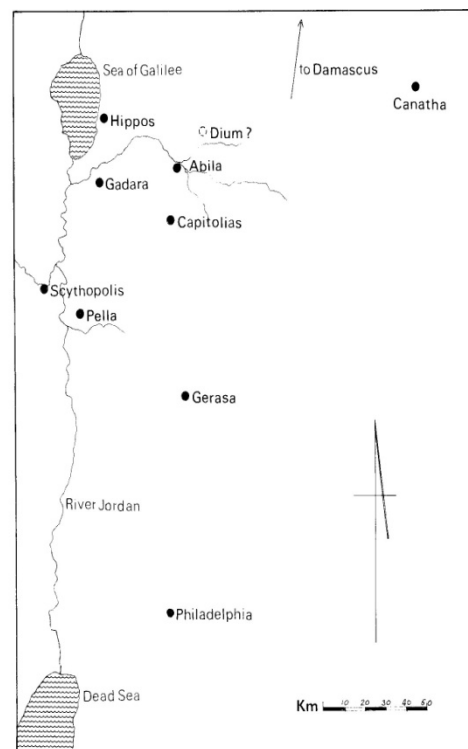 Sea of Galilee
to Damascus
Canatha
Hippos
Dium ?
Abila
Gadara
Capitolias
Scythopolis
Pella
Gerasa
River Jordan
Philadelphia
Dead Sea
Km 10 20 30 40 50